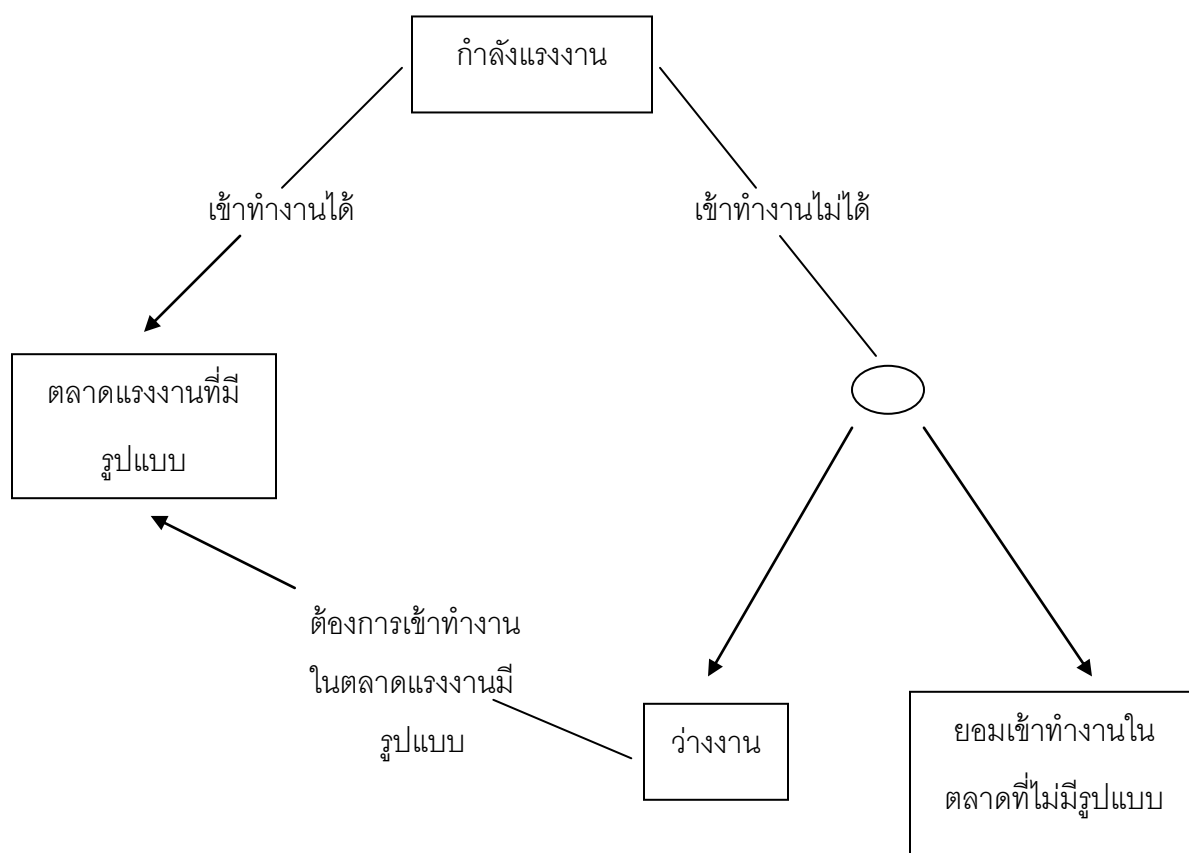 กำลังแรงงาน
เข้าทำงานได้
เข้าทำงานไม่ได้
ตลาดแรงงานที่มี
รูปแบบ
ต้องการเข้าทำงาน
ในตลาดแรงงานมี
รูปแบบ
ว่างงาน
ยอมเข้าทำงานใน
ตลาดที่ไม่มีรูปแบบ